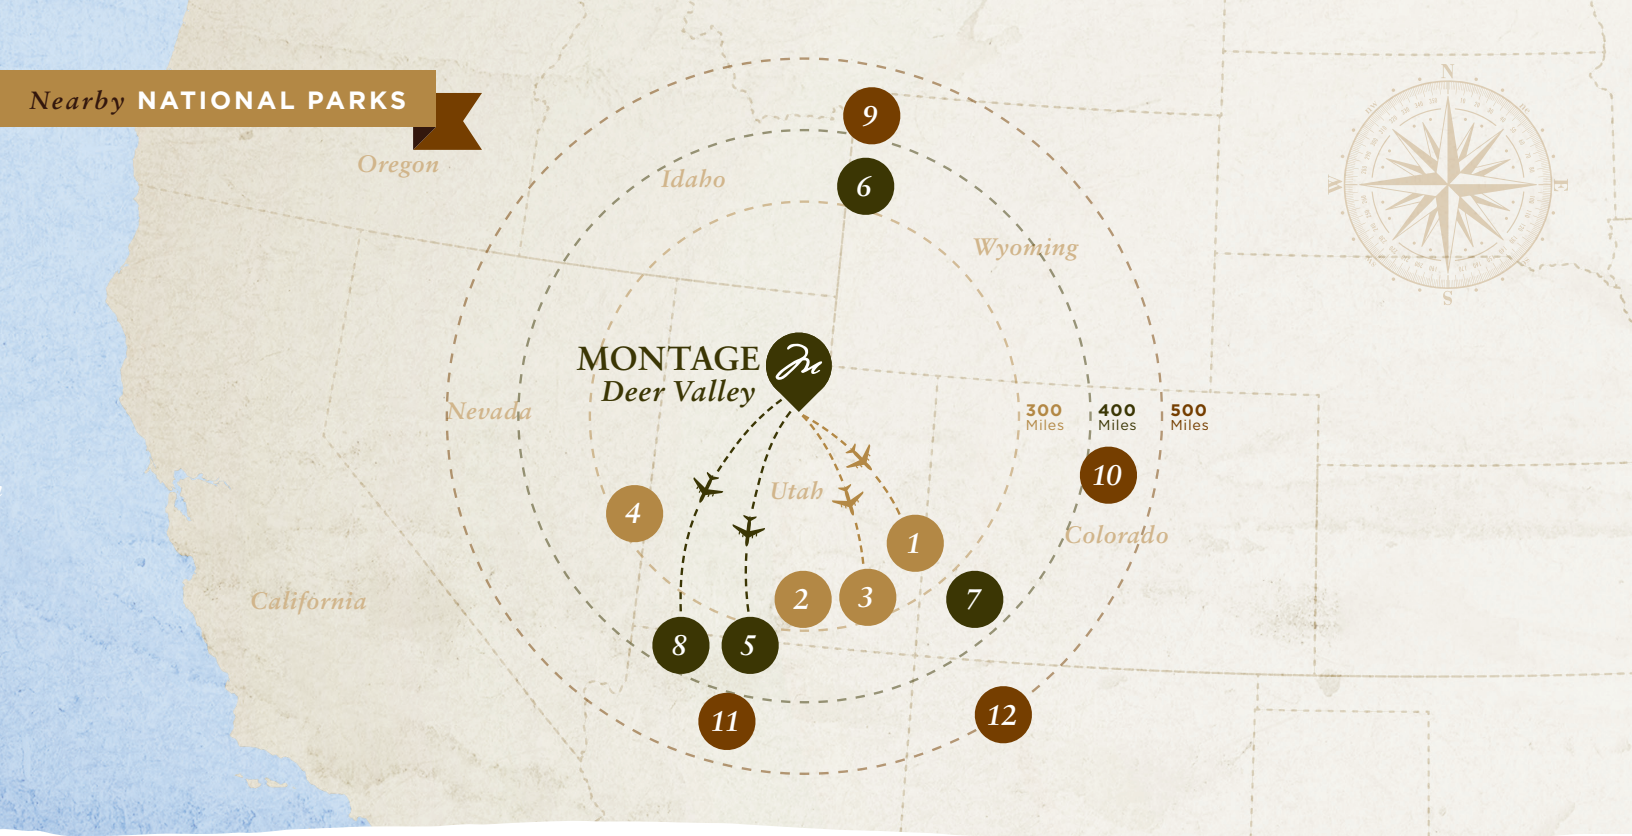 Nearby NATIONAL PARKS
N
W
E
S
Oregon
Idaho
9
6
Wyoming
MONTAGE
Deer Valley
Nevada
300
Miles
400
Miles
500
Miles
10
Utah
4
1
Colorado
California
2
3
7
8
5
11
12